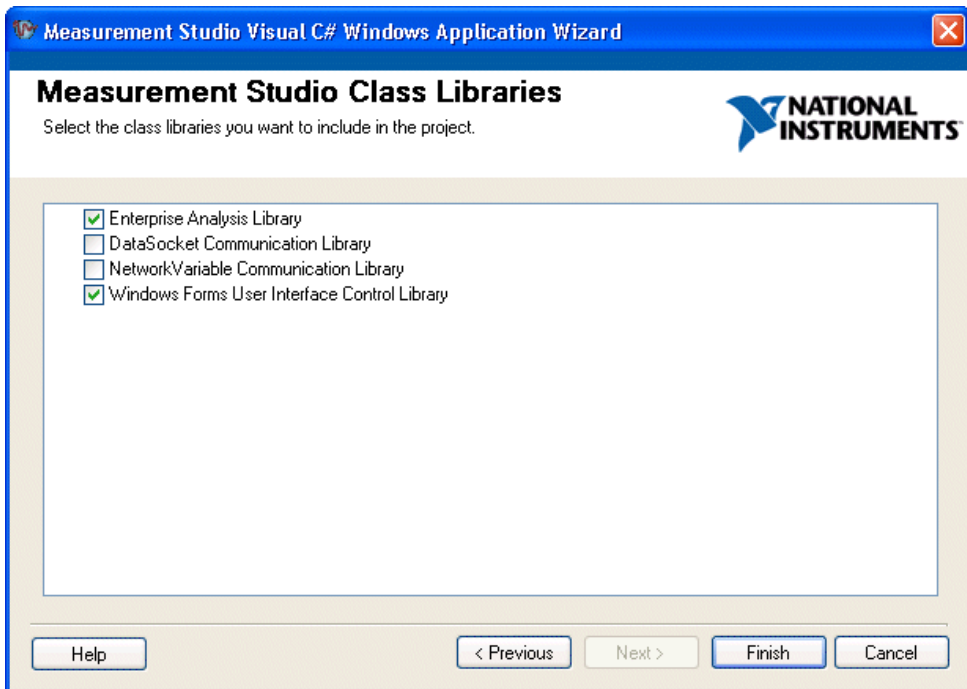 Measurement Studio Visual C# Windows Application Wizard
Measurement Studio Class Libraries
Select the class libraries you want to include in the project.
NATIONAL
INSTRUMENTS
Enterprise Analysis Library
DataSocket Communication Library
NetworkVariable Communication Library
Windows Forms User Interface Control Library
Help
< Previous
Next >
Finish
Cancel